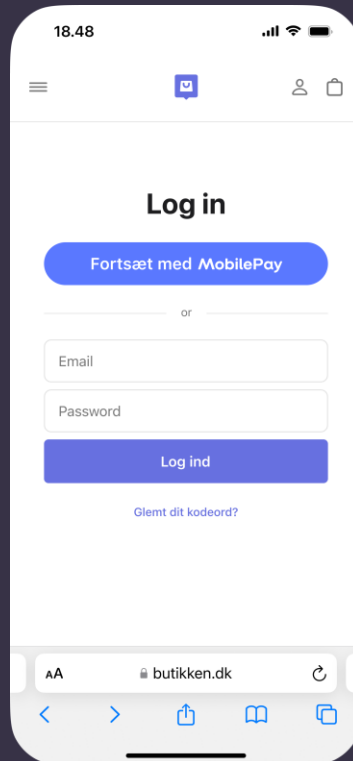 18.48
Log in
Fortsæt med MobilePay
or
Email
Password
Log ind
Glemt dit kodeord?
AA butikken.dk